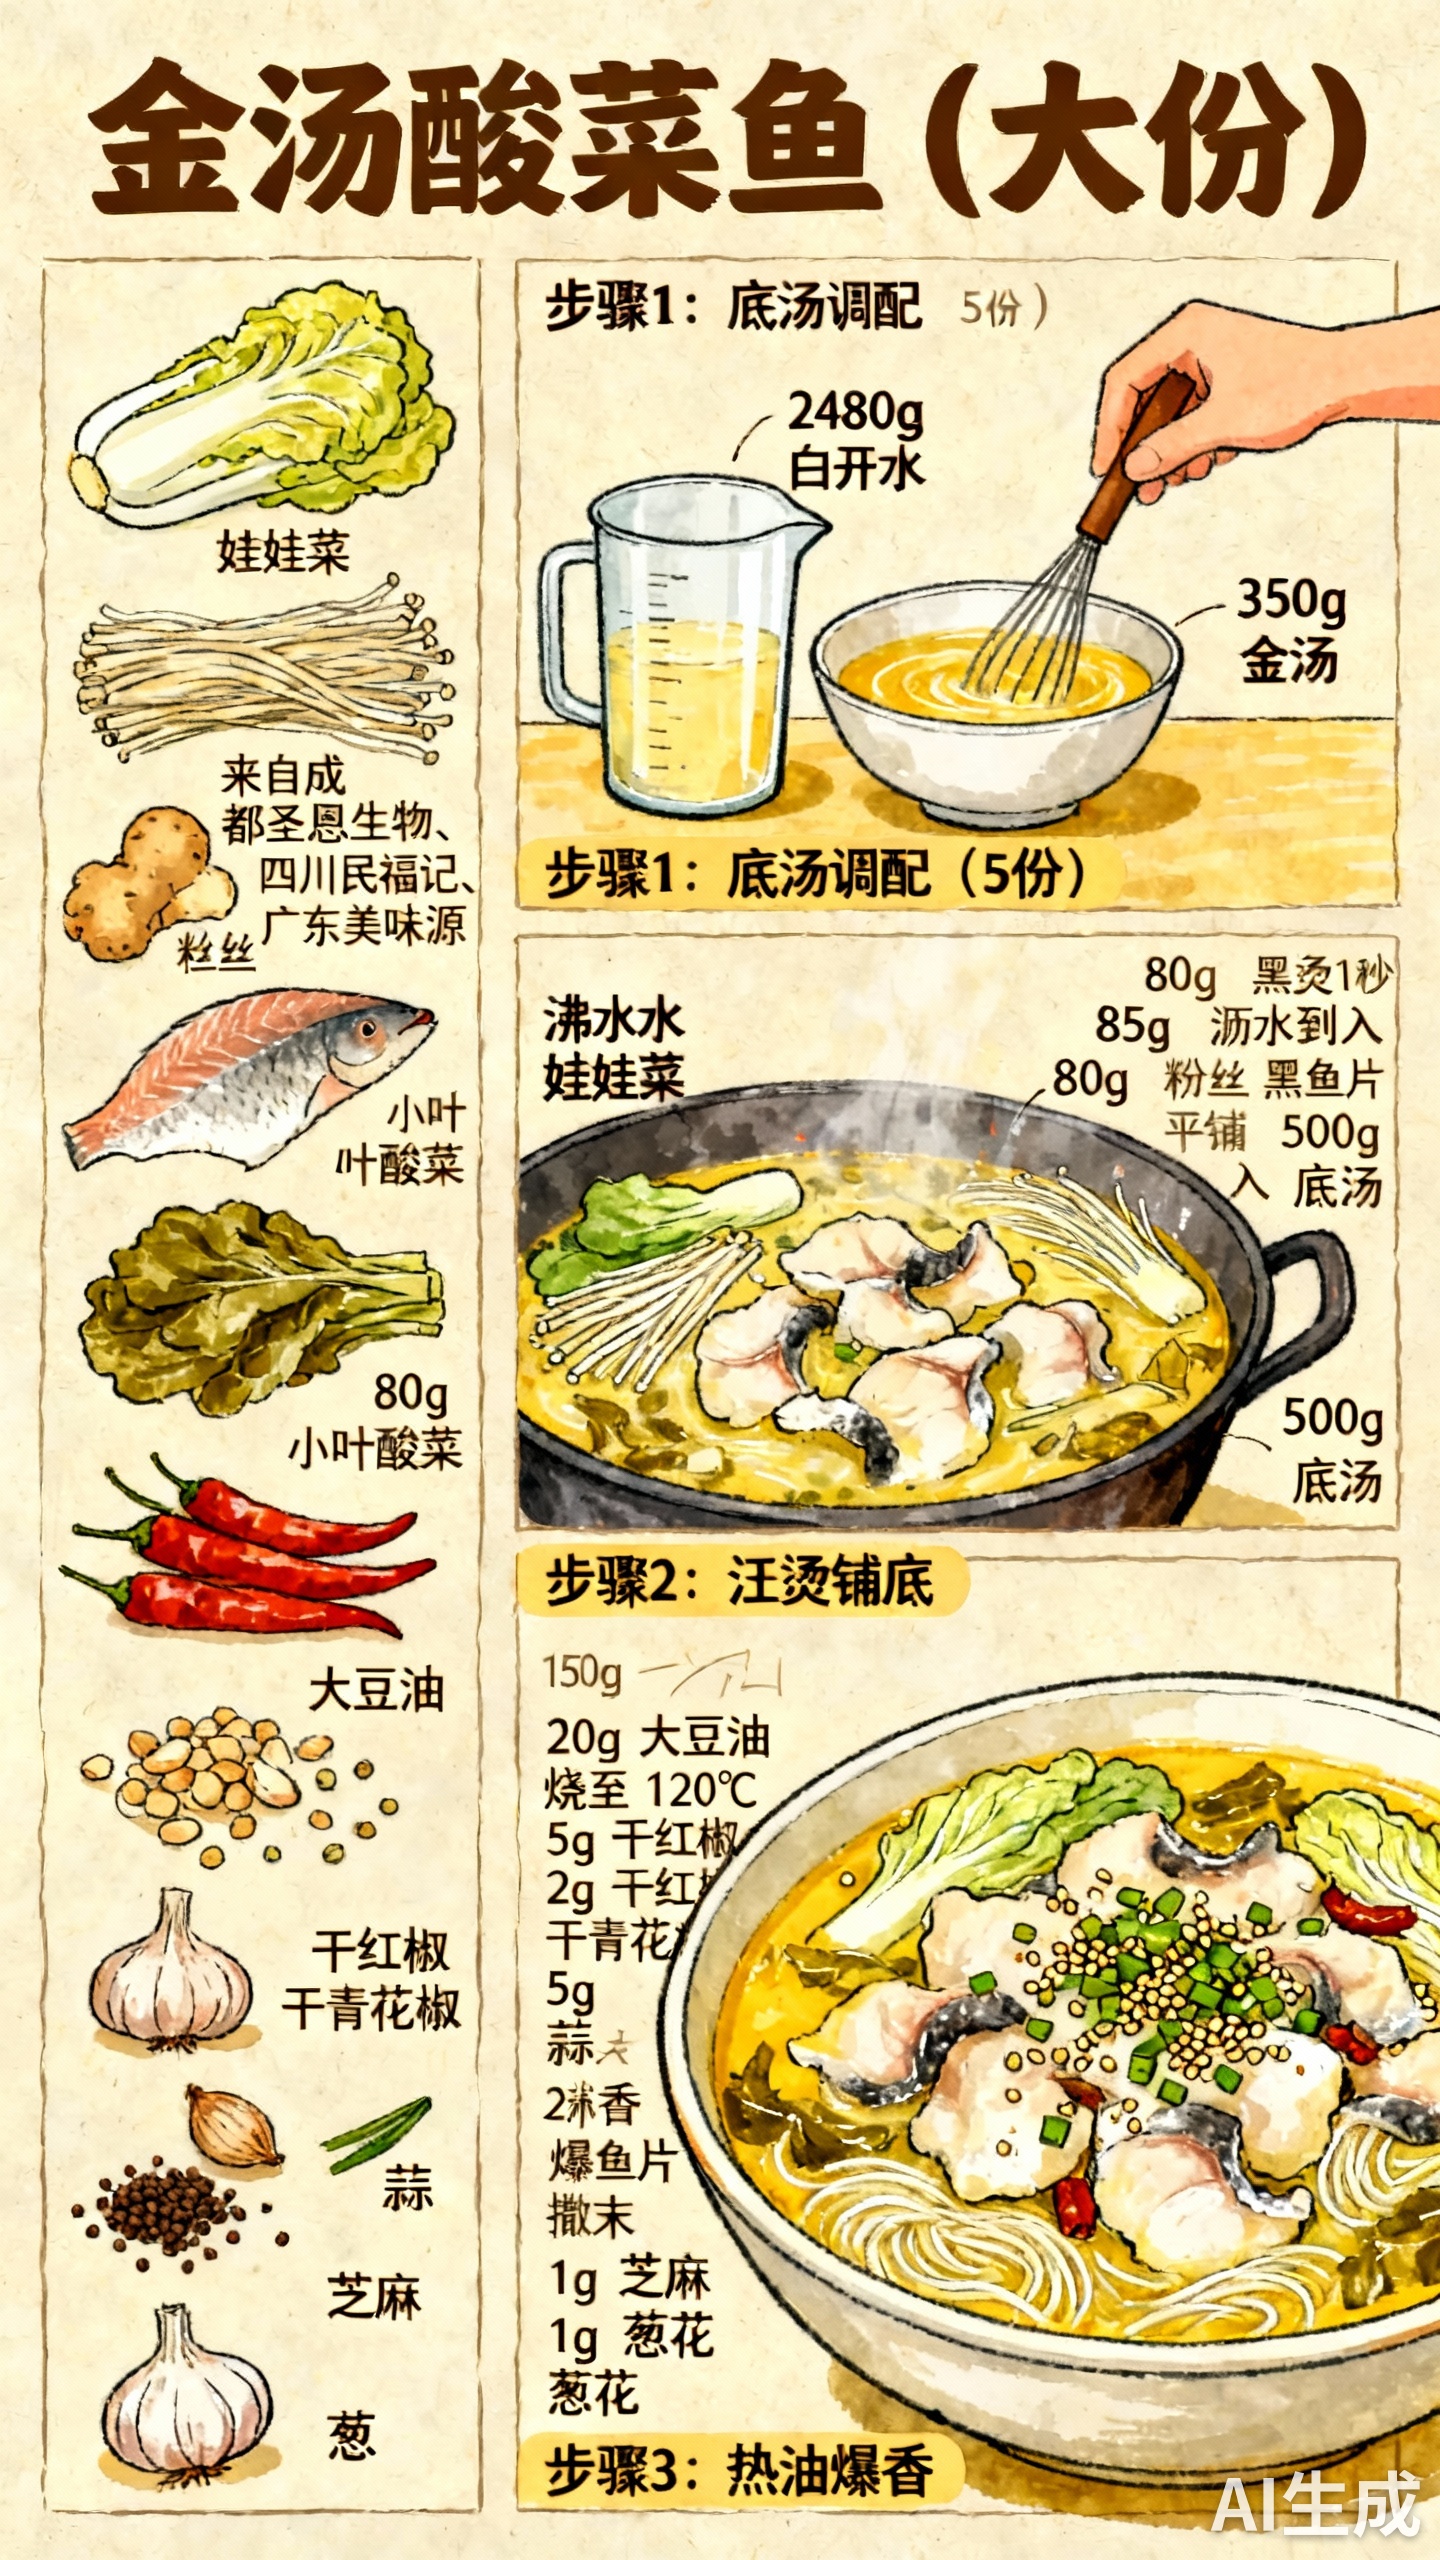 金汤酸菜鱼(大份)
娃娃菜
来自成
都圣恩生物、
四川民福记、
广东美味源
粉丝
小叶
叶酸菜
80g
小叶酸菜
大豆油
干红椒
干青花椒
蒜
芝麻
葱
步骤1：底汤调配 5份）
2480g
白开水
350g
金汤
步骤1：底汤调配（5份）
沸水水
娃娃菜
80g 黑烫1秒
85g 沥水到入
80g 粉丝 黑鱼片
平铺 500g
入 底汤
500g
底汤
步骤2：汪烫铺底
150g
20g 大豆油
烧至 120℃
5g 干红椒
2g 干红
干青花
5g
蒜
2 香
爆鱼片
撒末
1g 芝麻
1g 葱花
葱花
步骤3：热油爆香
AI生成